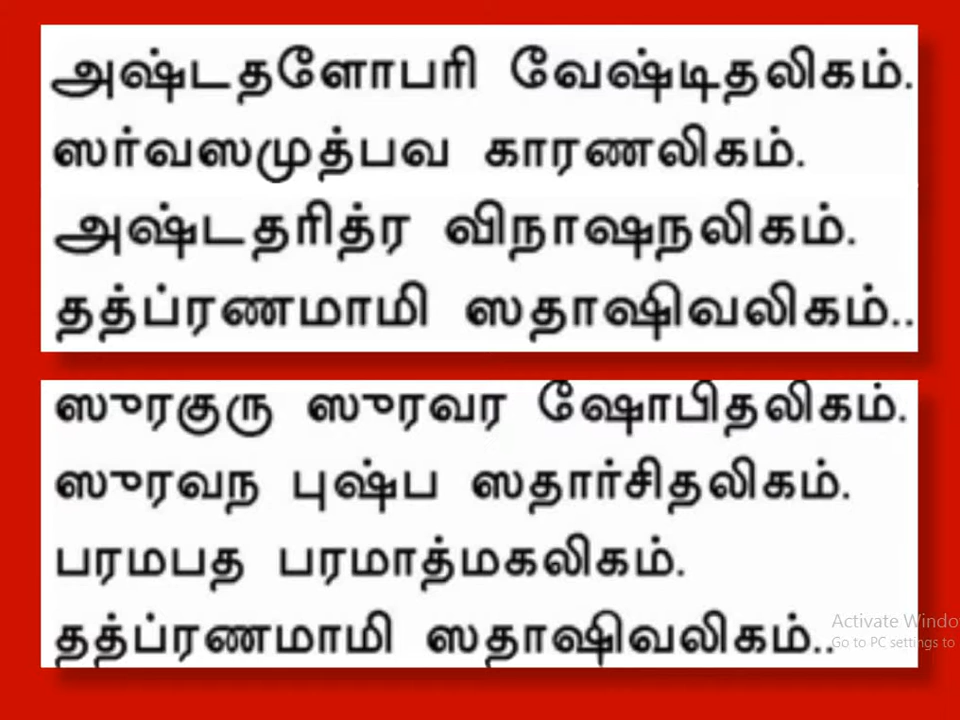 அஷ்டதளோபரி வேஷ்டிதலிகம்.
ஸர்வஸமுத்பவ காரணலிகம்.
அஷ்டதரித்ர விநாஷநலிகம்.
தத்ப்ரணமாமி ஸதாஷிவலிகம்..
ஸுரகுரு ஸுரவர ஷோபிதலிகம்.
ஸுரவந புஷ்ப ஸதார்சிதலிகம்.
பரமபத பரமாத்மகலிகம்.
தத்ப்ரணமாமி ஸதாஷிவலிகம்..
Activate Windo
Go to PC settings to